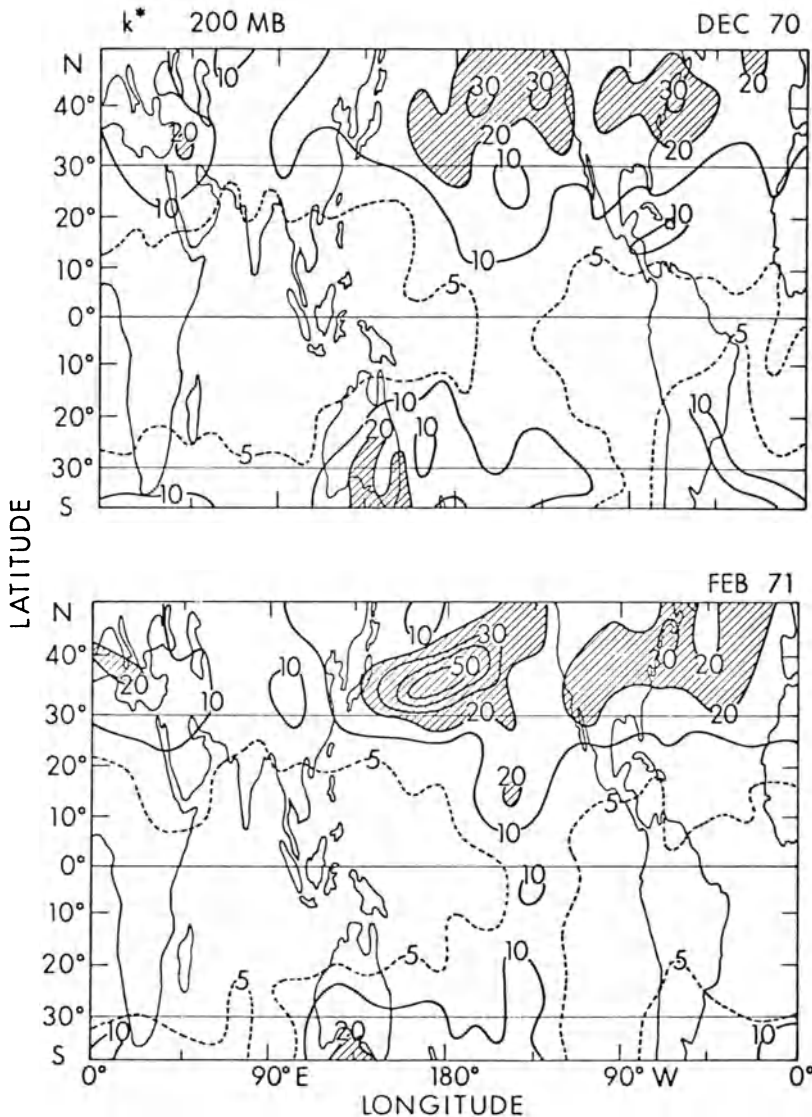 k* 200 MB DEC 70
N 10 30 30 30 20
40°
20 20 20
30°
10 10
20° 10
10 5
10° 5
0° 5
10°
10 10
20° 20 10
5
30°
S 10
LATITUDE
FEB 71
N 10 30
40° 10 50 30 20
20 10
30° 20 20
20° 5 20
10° 10 5
0°
10
10°
20° 10
5 5
30°
S 10 20 10
0° 90°E 180° 90°W 0°
LONGITUDE